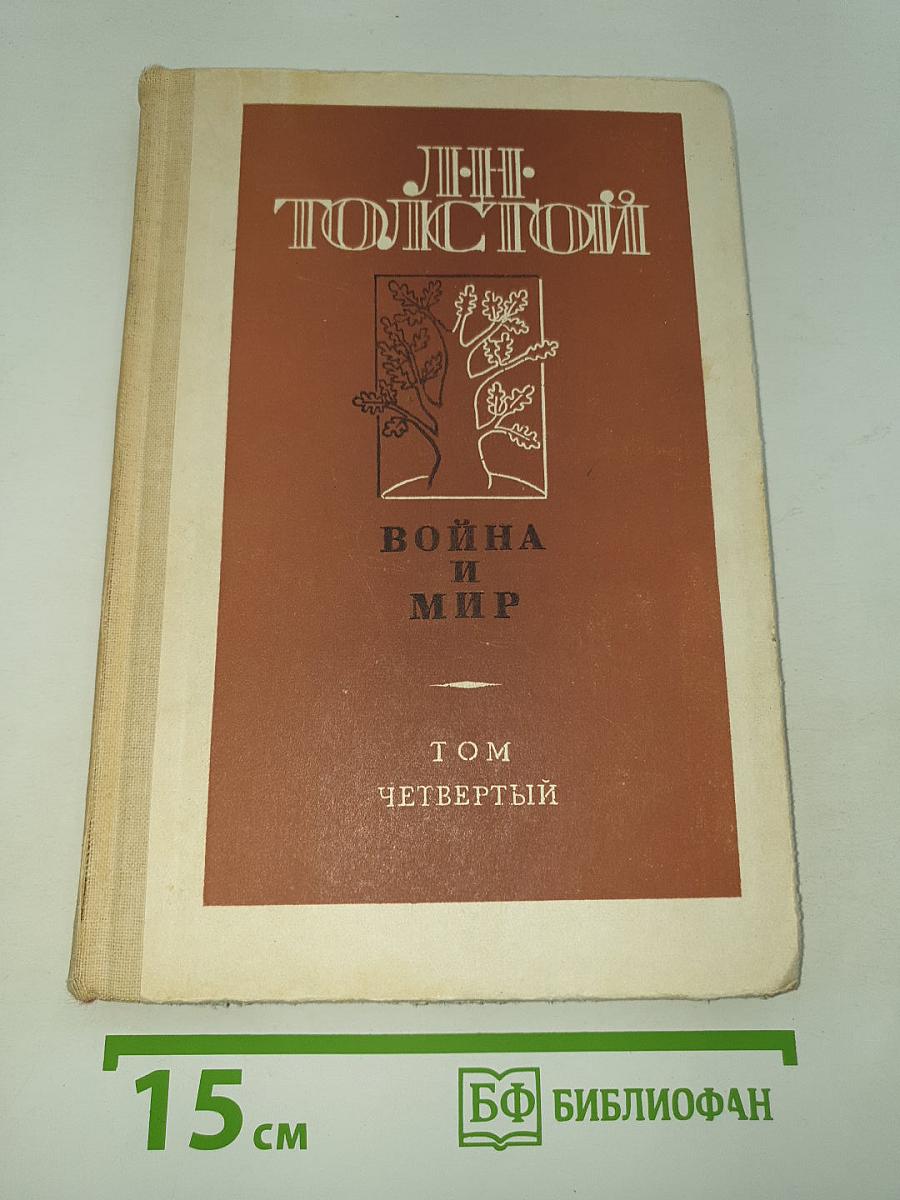 Л·Н·
ТОЛСТОЙ
ВОЙНА
И
МИР
ТОМ
ЧЕТВЕРТЫЙ
15 см
БФ БИБЛИОФАН